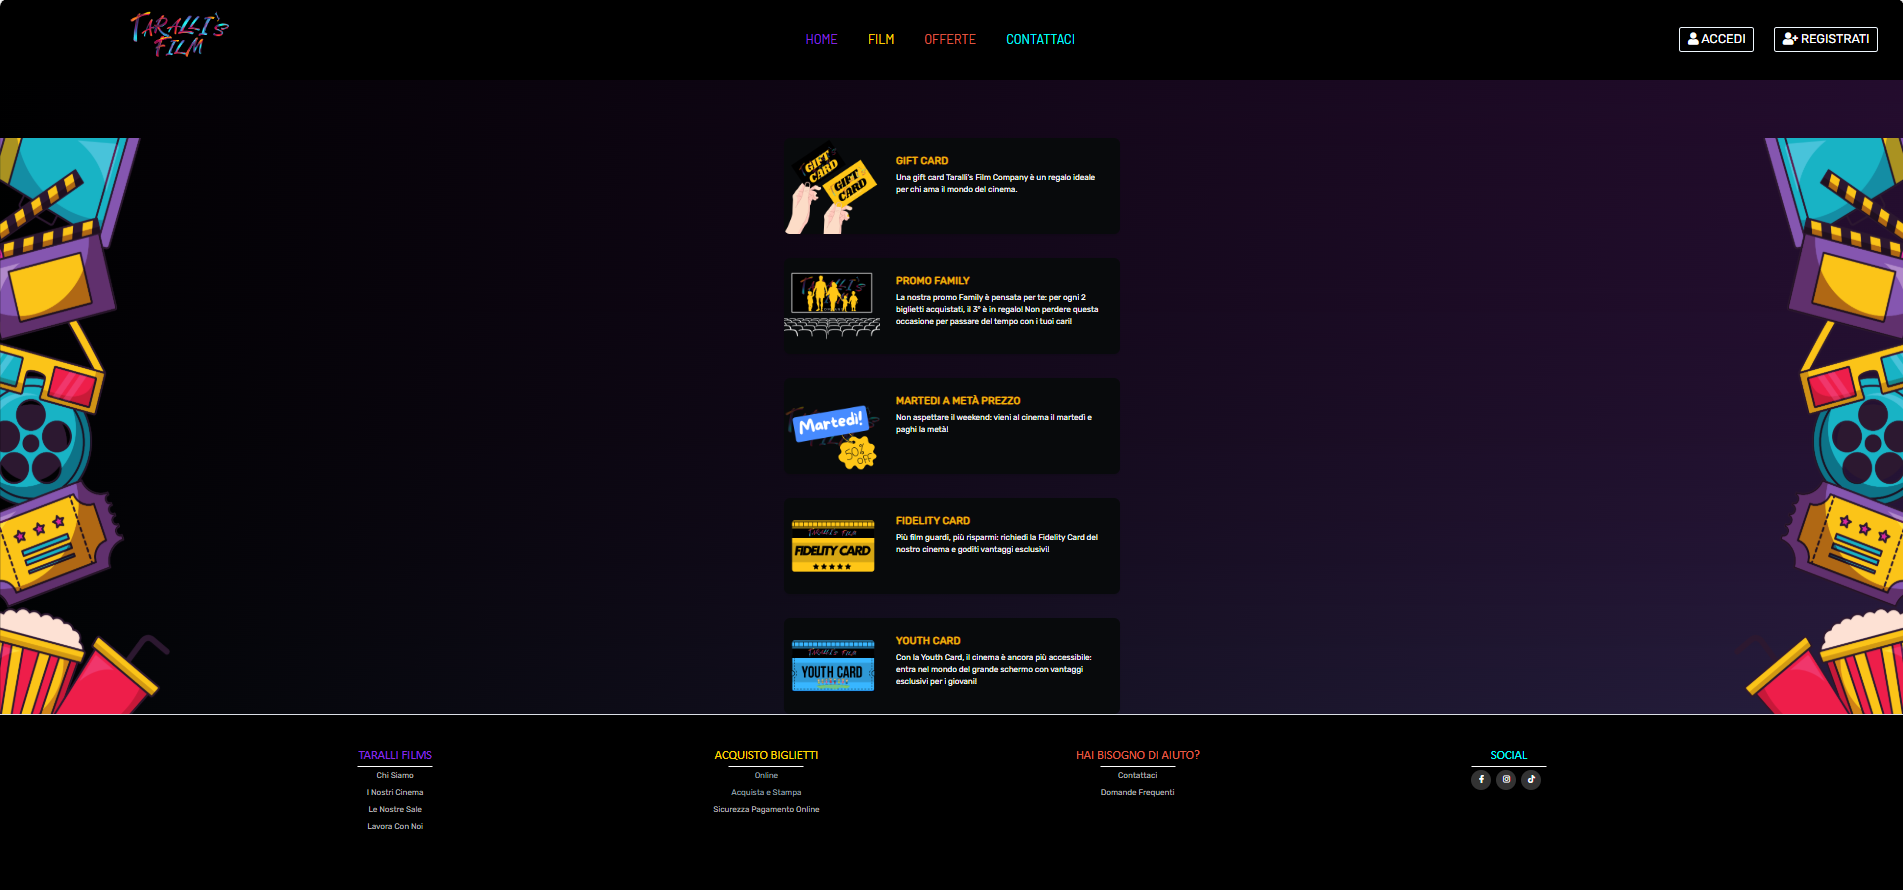 TARALLI'S
FILM
HOME FILM OFFERTE CONTATTACI
ACCEDI REGISTRATI
GIFT
CARD
GIFT
CARD
GIFT CARD
Una gift card Taralli's Film Company è un regalo ideale
per chi ama il mondo del cinema.
TARALLI'S
PROMO FAMILY
La nostra promo Family è pensata per te: per ogni 2
biglietti acquistati, il 3° è in regalo! Non perdere questa
occasione per passare del tempo con i tuoi cari!
Martedì!
50%
OFF
MARTEDI A METÀ PREZZO
Non aspettare il weekend: vieni al cinema il martedì e
paghi la metà!
TARALLI'S FILM
FIDELITY CARD
FIDELITY CARD
Più film guardi, più risparmi: richiedi la Fidelity Card del
nostro cinema e goditi vantaggi esclusivi!
TARALLI'S FILM
YOUTH CARD
YOUTH CARD
Con la Youth Card, il cinema è ancora più accessibile:
entra nel mondo del grande schermo con vantaggi
esclusivi per i giovani!
TARALLI FILMS
Chi Siamo
I Nostri Cinema
Le Nostre Sale
Lavora Con Noi
ACQUISTO BIGLIETTI
Online
Acquista e Stampa
Sicurezza Pagamento Online
HAI BISOGNO DI AIUTO?
Contattaci
Domande Frequenti
SOCIAL